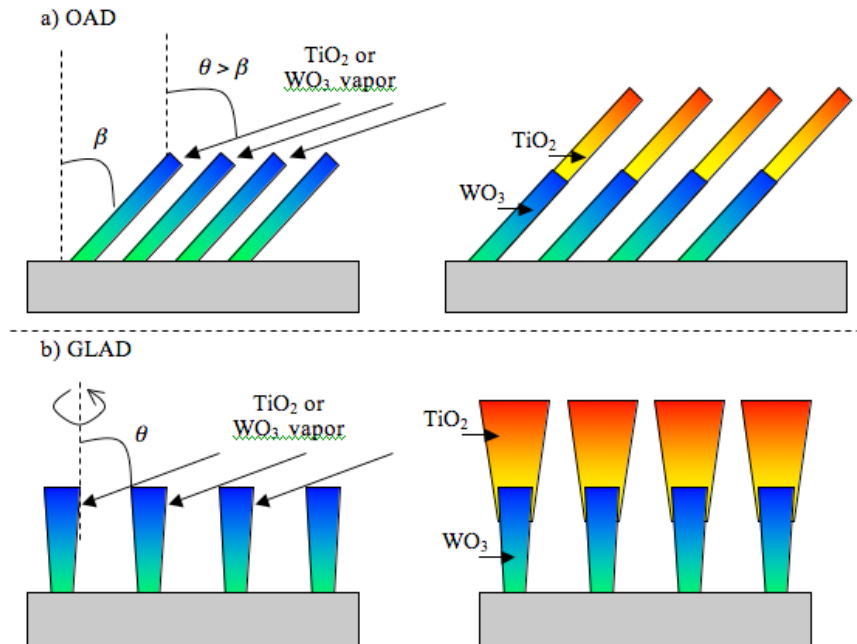 a) OAD
TiO₂ or
WO₃ vapor
θ > β
β
TiO₂
WO₃
b) GLAD
TiO₂ or
WO₃ vapor
θ
TiO₂
WO₃